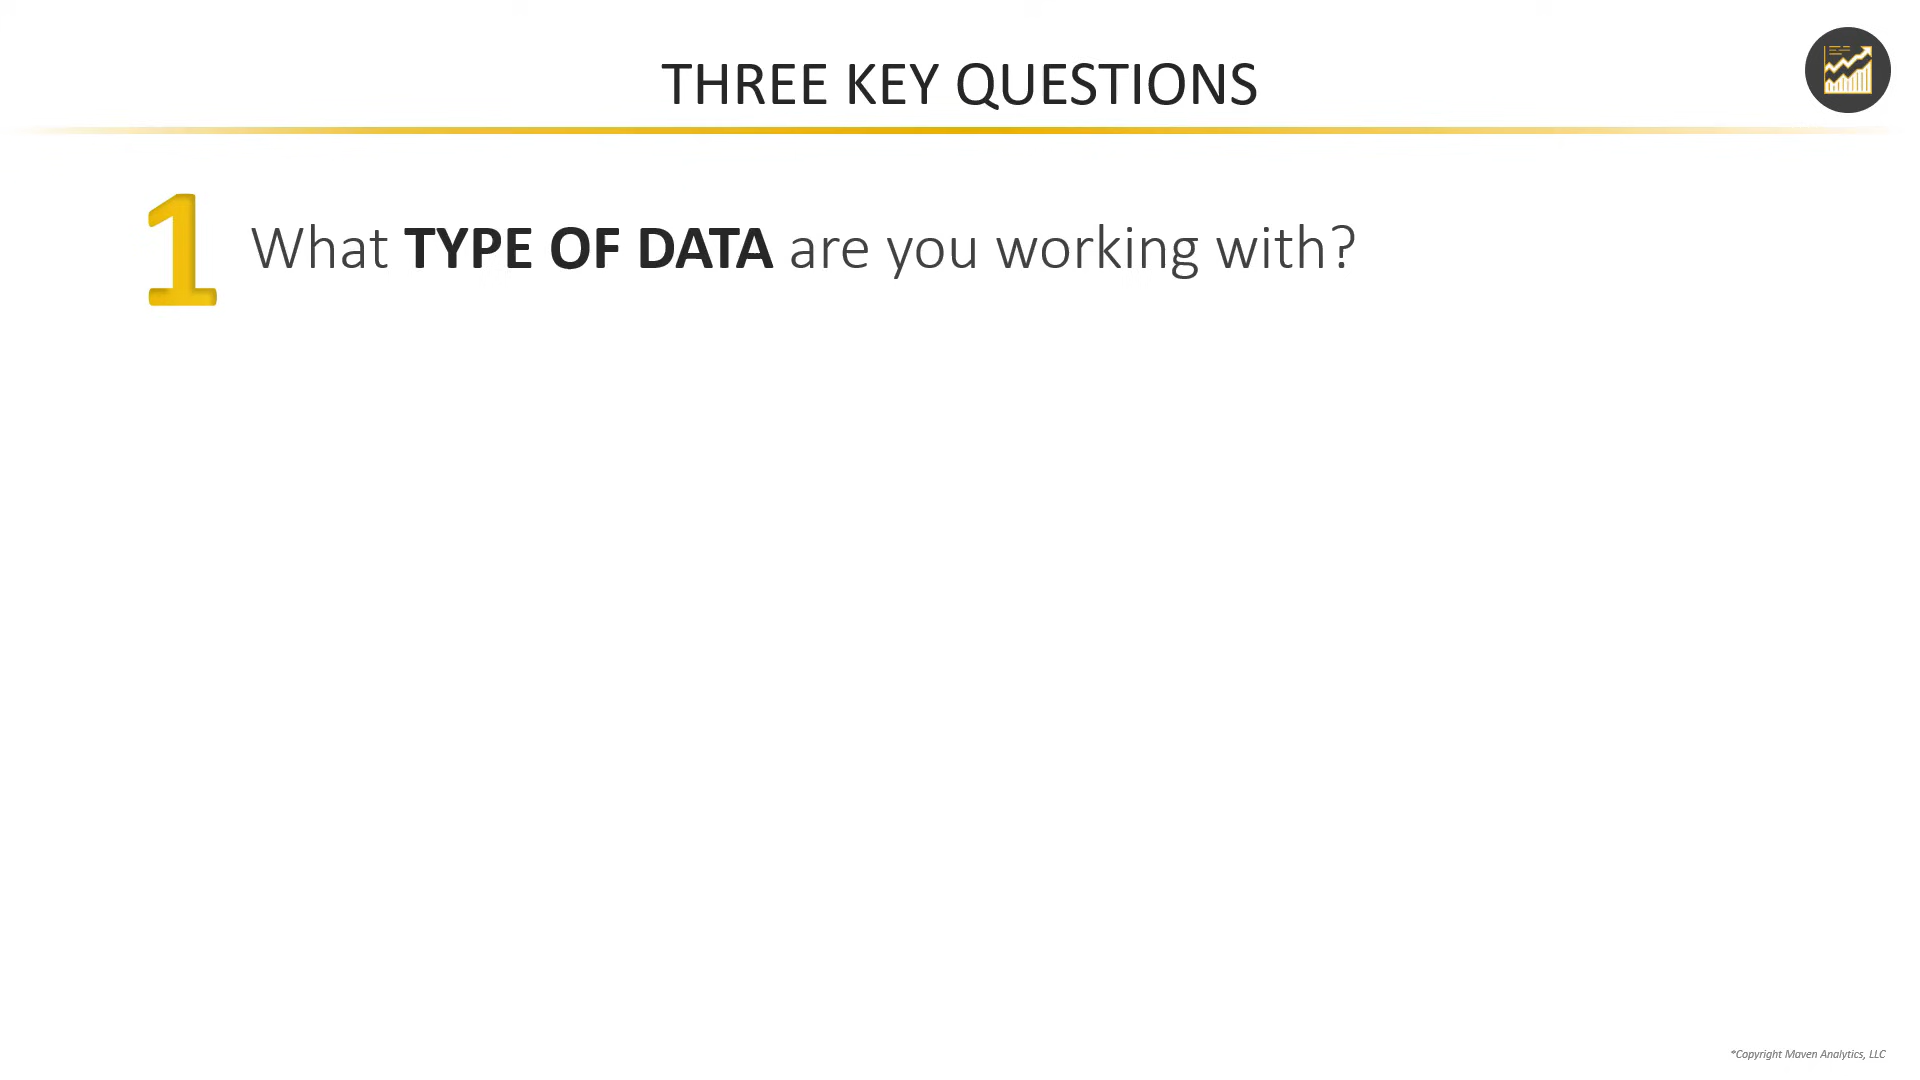 THREE KEY QUESTIONS
1 What TYPE OF DATA are you working with?
*Copyright Maven Analytics, LLC